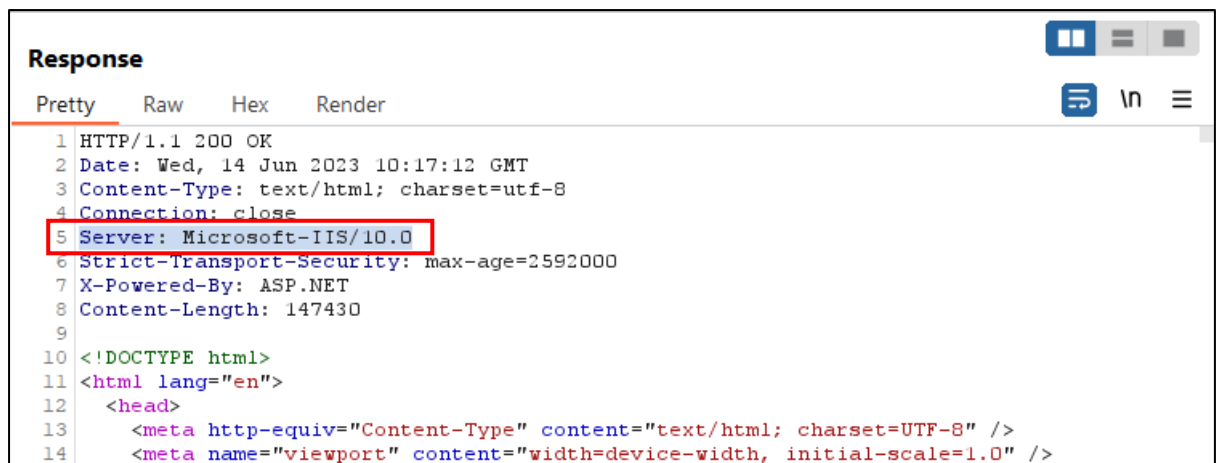 Response
Pretty Raw Hex Render \n
1 HTTP/1.1 200 OK
2 Date: Wed, 14 Jun 2023 10:17:12 GMT
3 Content-Type: text/html; charset=utf-8
4 Connection: close
5 Server: Microsoft-IIS/10.0
6 Strict-Transport-Security: max-age=2592000
7 X-Powered-By: ASP.NET
8 Content-Length: 147430
9
10 <!DOCTYPE html>
11 <html lang="en">
12 <head>
13 <meta http-equiv="Content-Type" content="text/html; charset=UTF-8" />
14 <meta name="viewport" content="width=device-width, initial-scale=1.0" />